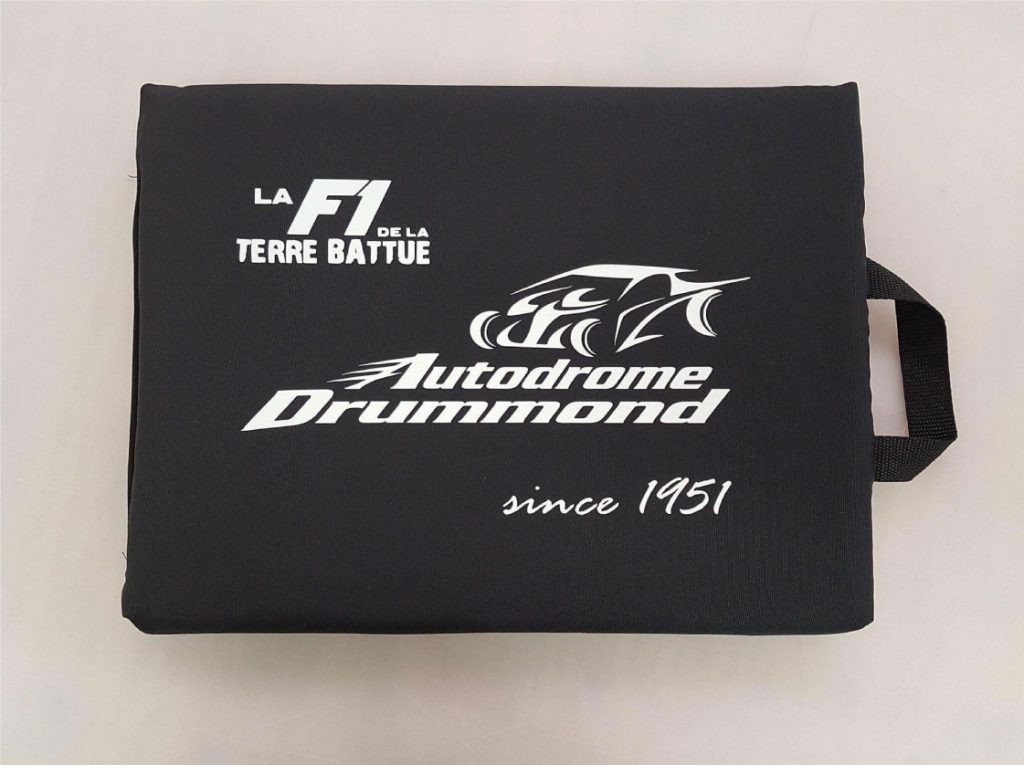 LA F1
DE LA
TERRE BATTUE
Autodrome
Drummond
since 1951